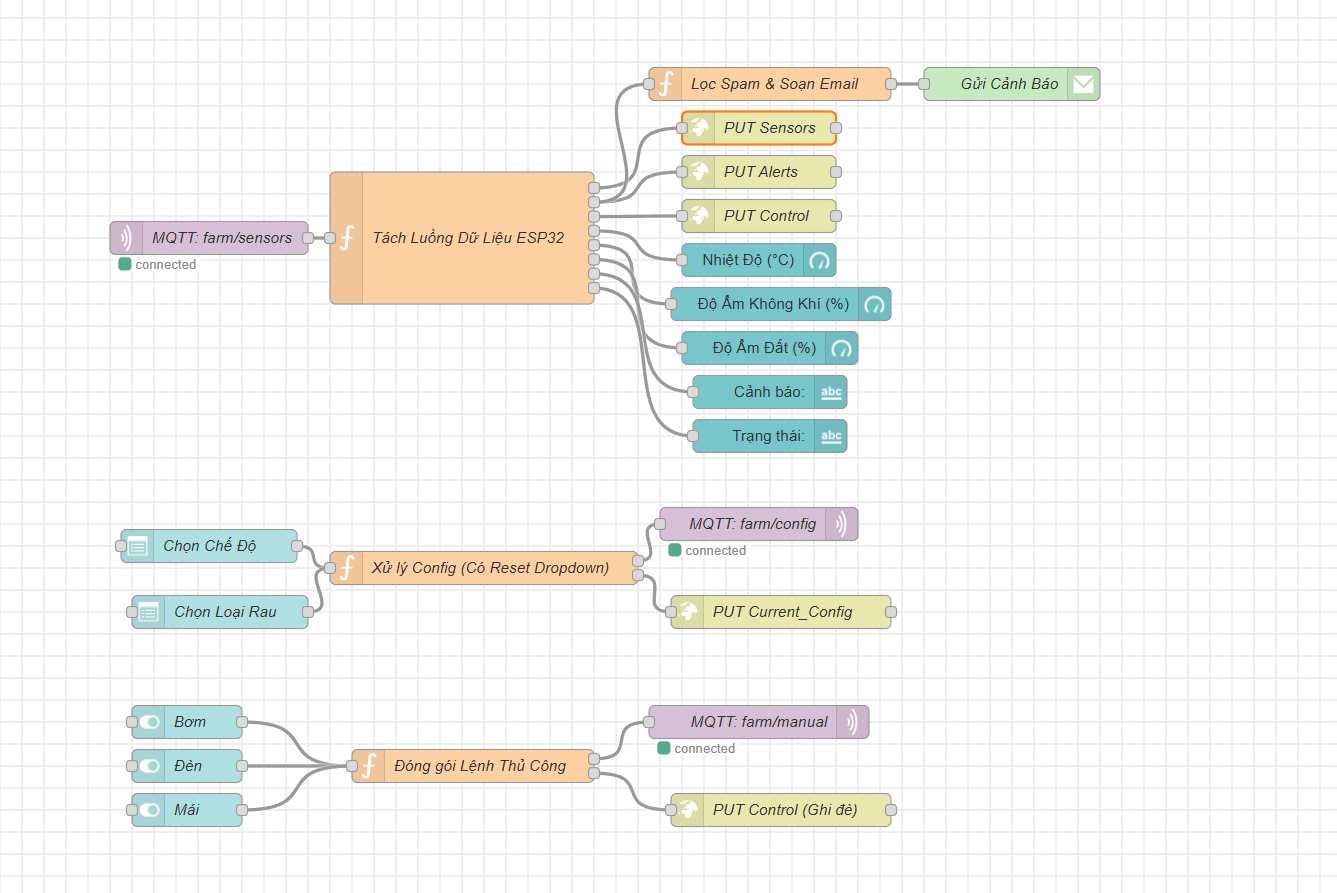 Lọc Spam & Soạn Email
Gửi Cảnh Báo
PUT Sensors
PUT Alerts
PUT Control
MQTT: farm/sensors
connected
Tách Luồng Dữ Liệu ESP32
Nhiệt Độ (°C)
Độ Ẩm Không Khí (%)
Độ Ẩm Đất (%)
Cảnh báo:
abc
Trạng thái:
abc
MQTT: farm/config
connected
Chọn Chế Độ
Xử lý Config (Có Reset Dropdown)
Chọn Loại Rau
PUT Current_Config
Bơm
MQTT: farm/manual
connected
Đèn
Đóng gói Lệnh Thủ Công
Mái
PUT Control (Ghi đè)